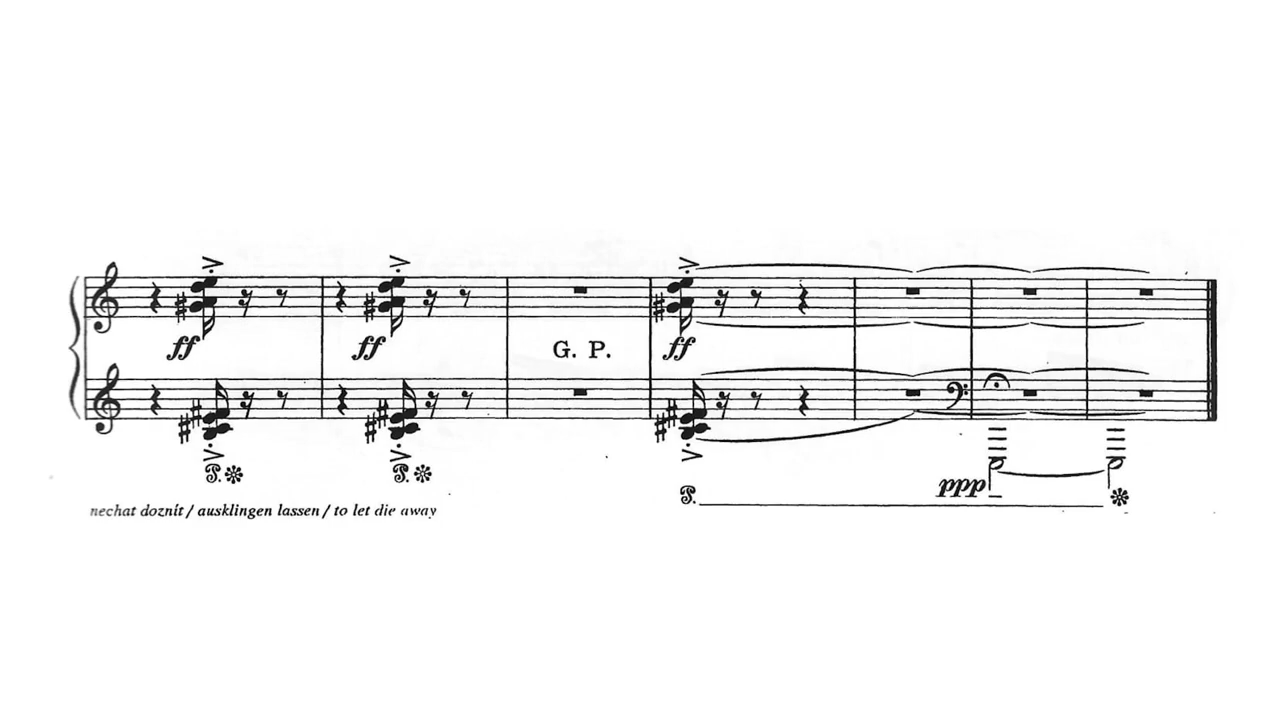 ff ff G. P. ff
ppp
nechat doznít / ausklingen lassen / to let die away